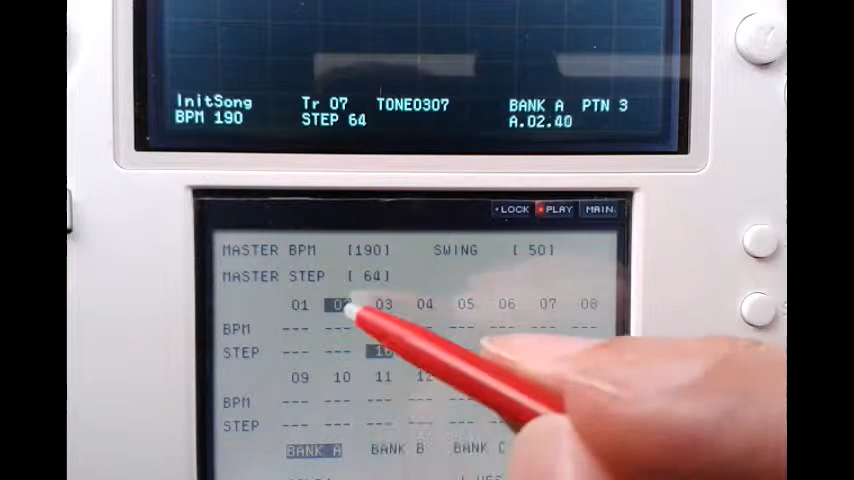 InitSong Tr 07 TONE0307 BANK A PTN 3
BPM 190 STEP 64 A.02.40
LOCK PLAY MAIN
MASTER BPM [190] SWING [ 50]
MASTER STEP [ 64]
01 02 03 04 05 06 07 08
BPM --- --- --- --- --- --- --- ---
STEP --- --- 16
09 10 11 12
BPM --- --- --- ---
STEP --- --- ---
BANK A BANK B BANK C